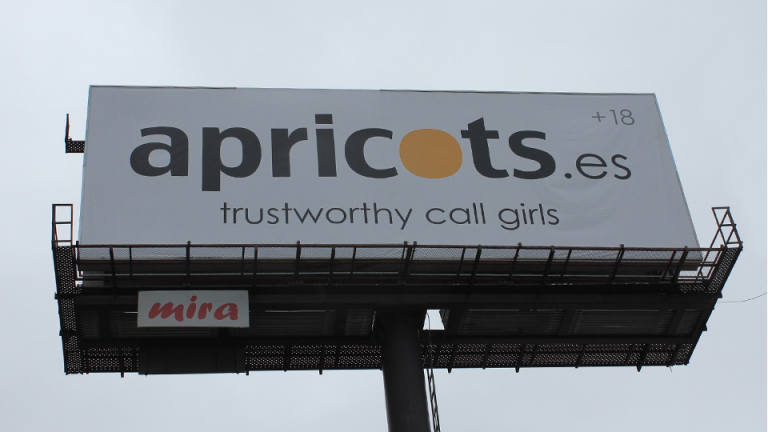 +18
apricots.es
trustworthy call girls
mira